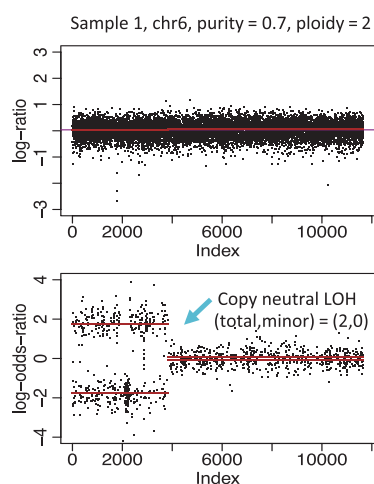 Sample 1, chr6, purity = 0.7, ploidy = 2
log−ratio
3
2
1
−1
−3
0 2000 6000 10000
Index
log−odds−ratio
4
2
0
−2
−4
Copy neutral LOH
(total,minor) = (2,0)
0 2000 6000 10000
Index